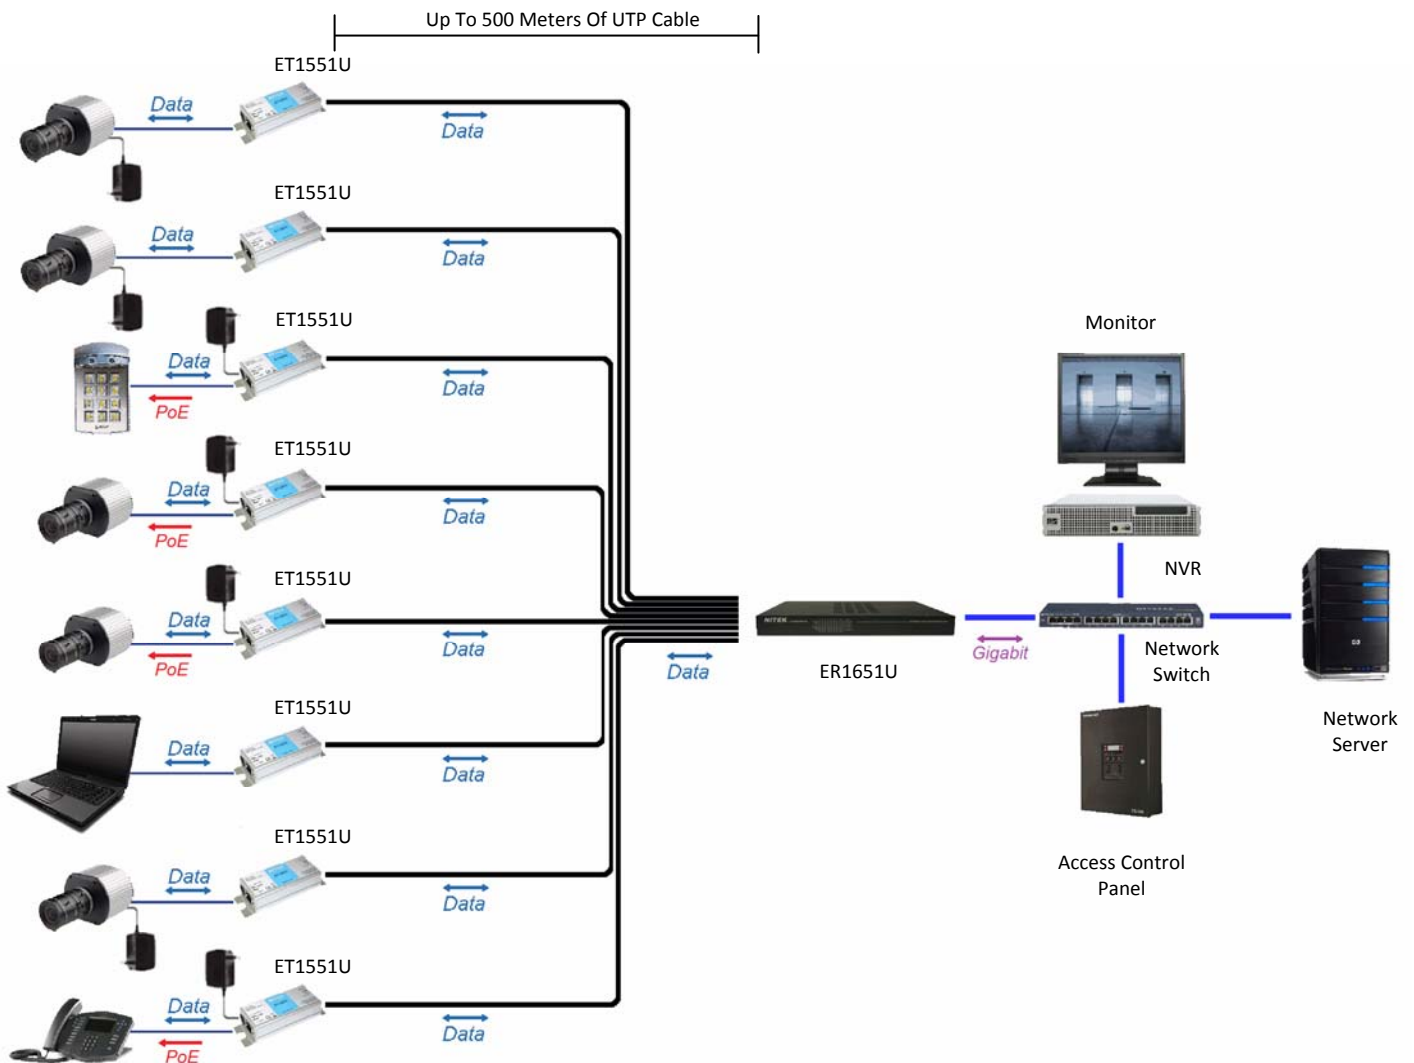 Up To 500 Meters Of UTP Cable
ET1551U
Data
Data
ET1551U
Data
Data
ET1551U
Data
PoE
Data
ET1551U
Data
PoE
Data
ET1551U
Data
PoE
Data
Data
ET1551U
Data
Data
ET1551U
Data
Data
ET1551U
Data
PoE
Data
NITEK
ER1651U
Gigabit
Monitor
NVR
Network
Switch
Network
Server
Access Control
Panel